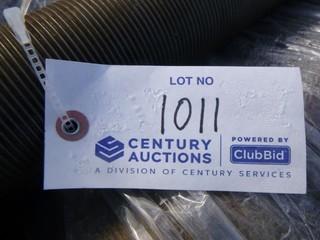 LOT NO
1011
CENTURY AUCTIONS
POWERED BY
ClubBid
A DIVISION OF CENTURY SERVICES